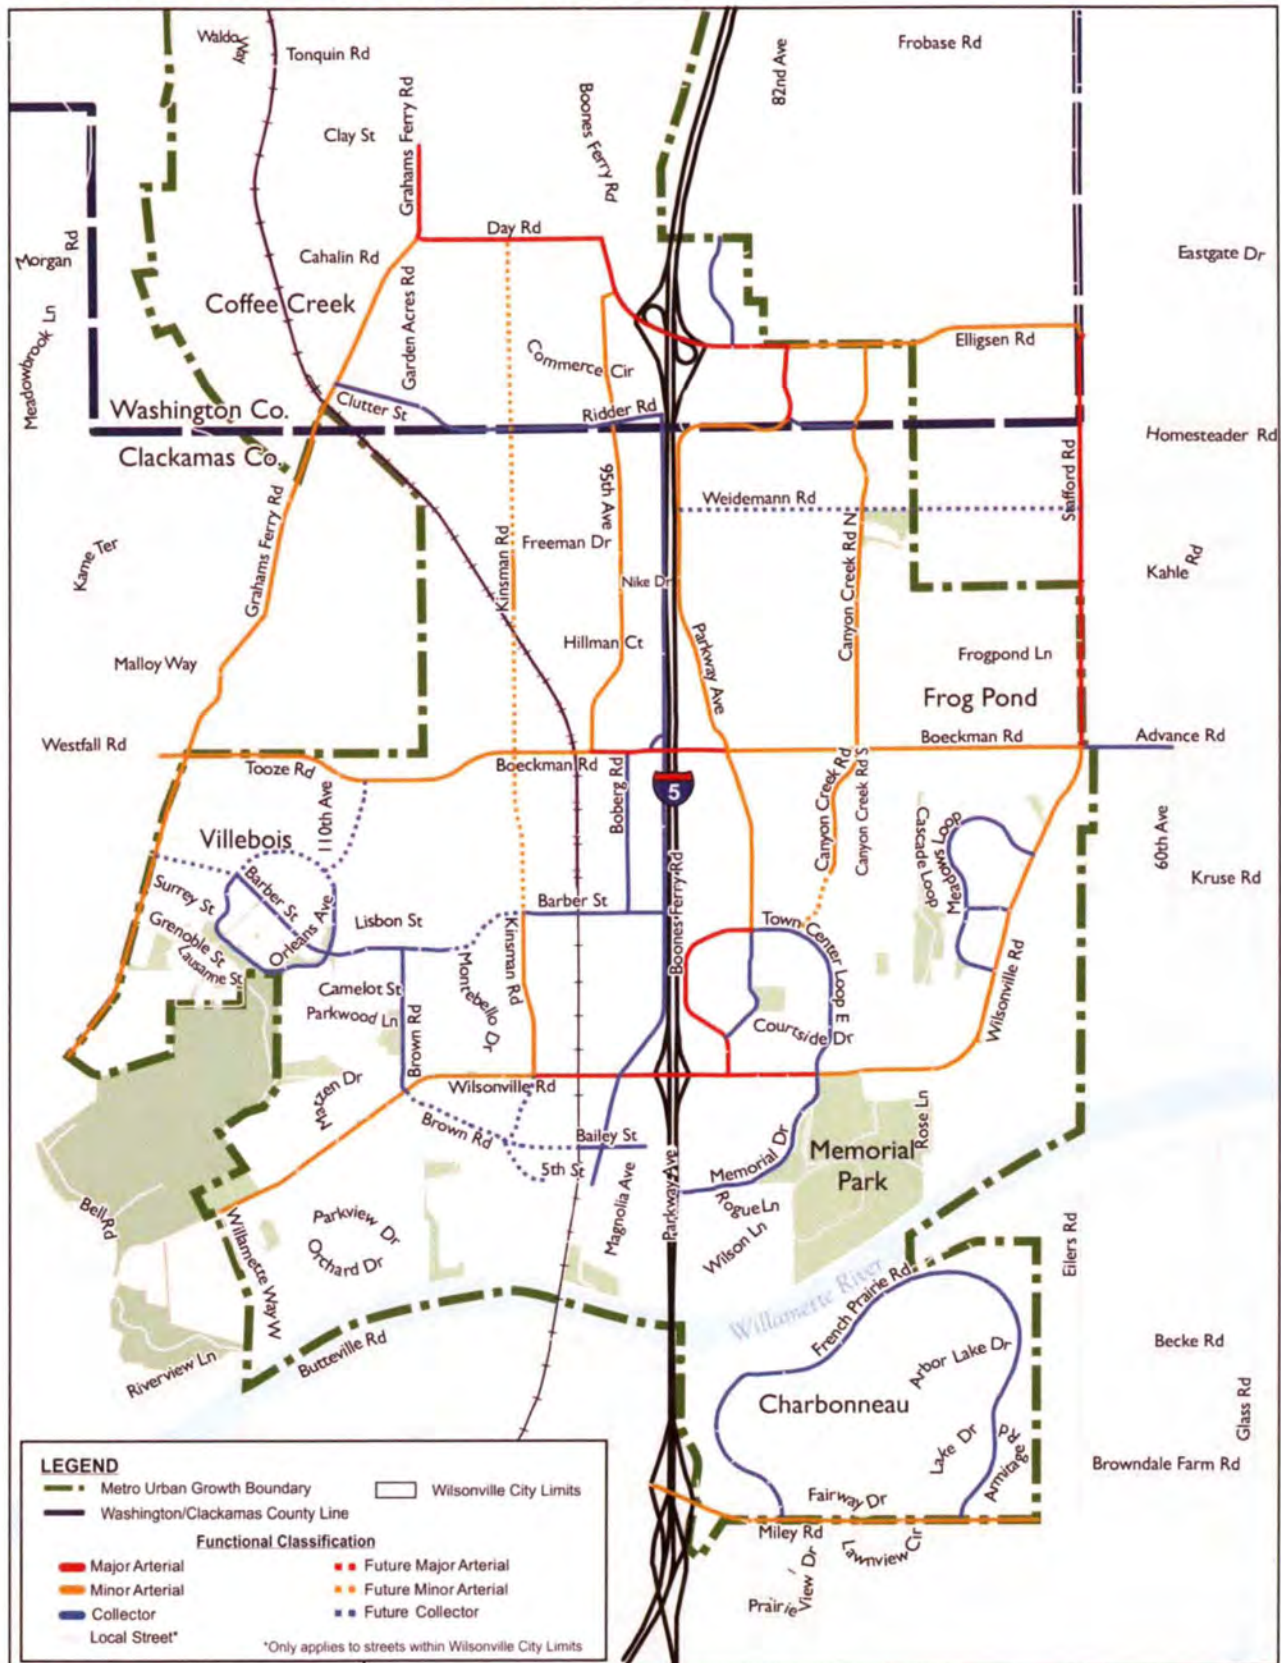 Waldo Way
Tonquin Rd
Frobase Rd
82nd Ave
Grahams Ferry Rd
Boones Ferry Rd
Clay St
Day Rd
Morgan Rd
Cahalin Rd
Eastgate Dr
Coffee Creek
Garden Acres Rd
Meadowbrook Ln
Commerce Cir
Elligsen Rd
Washington Co.
Clutter St
Ridder Rd
Clackamas Co.
Homesteader Rd
Stafford Rd
95th Ave
Weidemann Rd
Grahams Ferry Rd
Kinsman Rd
Freeman Dr
Canyon Creek Rd N
Kame Ter
Nike Dr
Kahle Rd
Hillman Ct
Parkway Ave
Malloy Way
Frogpond Ln
Frog Pond
Westfall Rd
Boeckman Rd
Advance Rd
Tooze Rd
Boeckman Rd
110th Ave
Boberg Rd
5
Canyon Creek Rd
Canyon Creek Rd S
60th Ave
Villebois
Cascade Loop
Meadows Loop
Kruse Rd
Surrey St
Barber St
Orleans Ave
Lisbon St
Barber St
Boones Ferry Rd
Town Center Loop E
Grenoble St
Lausanne St
Kinsman Rd
Montebello Dr
Camelot St
Parkwood Ln
Brown Rd
Courtside Dr
Wilsonville Rd
Matzen Dr
Wilsonville Rd
Rose Ln
Brown Rd
Bailey St
Memorial Dr
Memorial
Park
5th St
Magnolia Ave
Parkway Ave
Rogue Ln
Wilson Ln
Bell Rd
Parkview Dr
Orchard Dr
Willamette Way W
Eilers Rd
Willamette River
French Prairie Rd
Riverview Ln
Butteville Rd
Becke Rd
Arbor Lake Dr
Charbonneau
Glass Rd
Lake Dr
Armitage Rd
Browndale Farm Rd
Fairway Dr
Miley Rd
Lawnview Cir
Prairie View Dr
LEGEND
Metro Urban Growth Boundary
Wilsonville City Limits
Washington/Clackamas County Line
Functional Classification
Major Arterial
Future Major Arterial
Minor Arterial
Future Minor Arterial
Collector
Future Collector
Local Street*
*Only applies to streets within Wilsonville City Limits